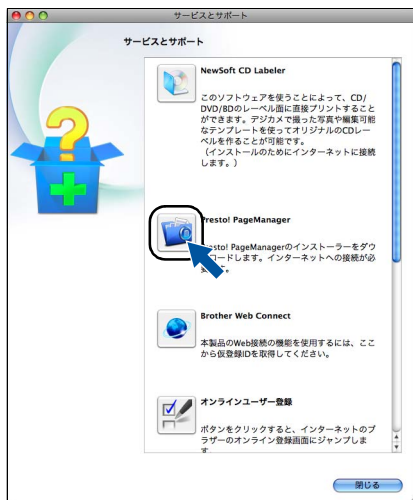 サービスとサポート
サービスとサポート
NewSoft CD Labeler
このソフトウェアを使うことによって、CD/
DVD/BDのレーベル面に直接プリントすること
ができます。デジカメで撮った写真や編集可能
なテンプレートを使ってオリジナルのCDレー
ベルを作ることが可能です。
(インストールのためにインターネットに接続
します。)
Presto! PageManager
Presto! PageManagerのインストーラーをダウ
ロードします。インターネットへの接続が必
す。
Brother Web Connect
本製品のWeb接続の機能を使用するには、ここ
から仮登録IDを取得してください。
オンラインユーザー登録
ボタンをクリックすると、インターネットのブ
ラザーのオンライン登録画面にジャンプしま
す
閉じる